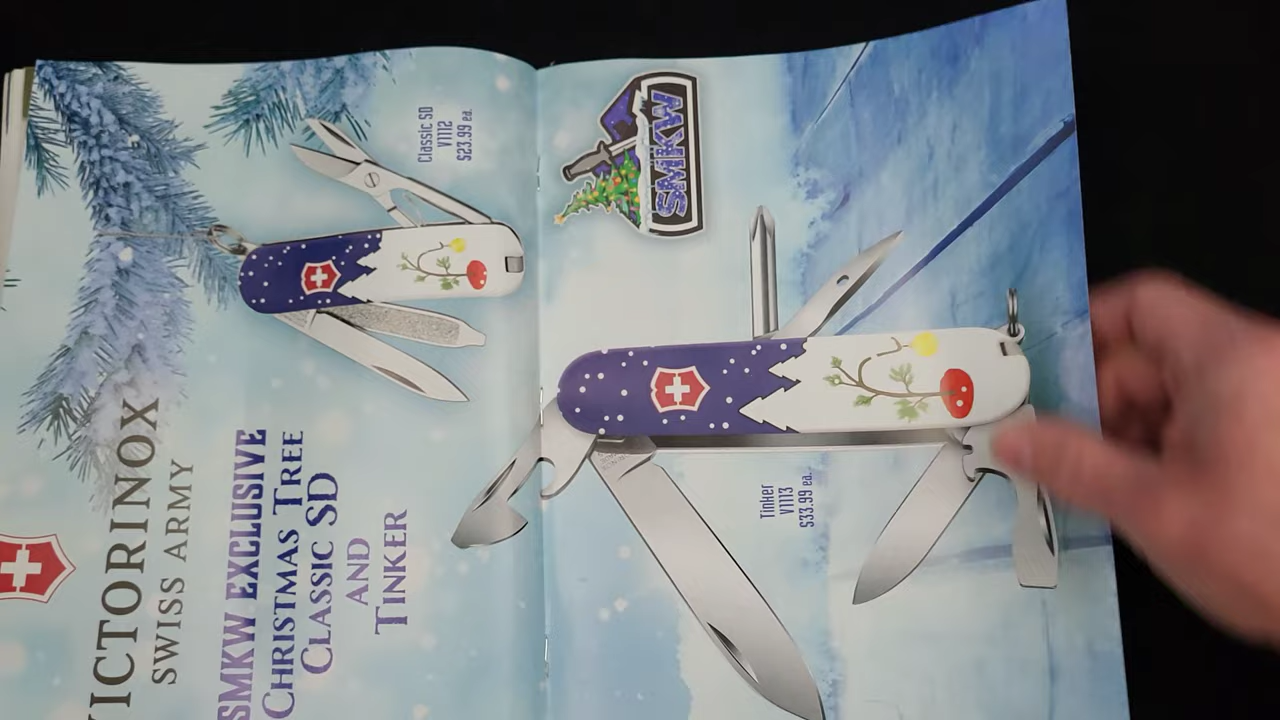 VICTORINOX
SWISS ARMY
SMKW EXCLUSIVE
CHRISTMAS TREE
CLASSIC SD
AND
TINKER
Classic SD
V1112
$23.99 ea.
SMKW
Tinker
V1113
$33.99 ea.